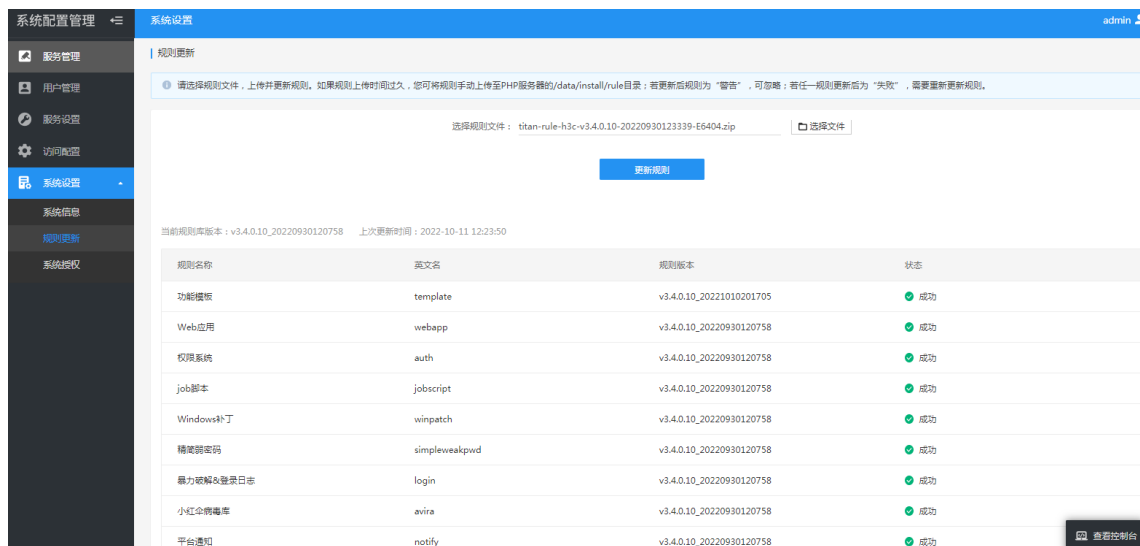 系统配置管理
系统设置
admin
服务管理
用户管理
服务设置
访问配置
系统设置
系统信息
规则更新
系统授权
规则更新
请选择规则文件，上传并更新规则。如果规则上传时间过久，您可将规则手动上传至PHP服务器的/data/install/rule目录；若更新后规则为“警告”，可忽略；若任一规则更新后为“失败”，需要重新更新规则。
选择规则文件： titan-rule-h3c-v3.4.0.10-20220930123339-E6404.zip 选择文件
更新规则
当前规则库版本：v3.4.0.10_20220930120758 上次更新时间：2022-10-11 12:23:50
规则名称 英文名 规则版本 状态
功能模板 template v3.4.0.10_20221010201705 成功
Web应用 webapp v3.4.0.10_20220930120758 成功
权限系统 auth v3.4.0.10_20220930120758 成功
job脚本 jobscript v3.4.0.10_20220930120758 成功
Windows补丁 winpatch v3.4.0.10_20220930120758 成功
精简弱密码 simpleweakpwd v3.4.0.10_20220930120758 成功
暴力破解&登录日志 login v3.4.0.10_20220930120758 成功
小红伞病毒库 avira v3.4.0.10_20220930120758 成功
平台通知 notify v3.4.0.10_20220930120758 成功
查看控制台